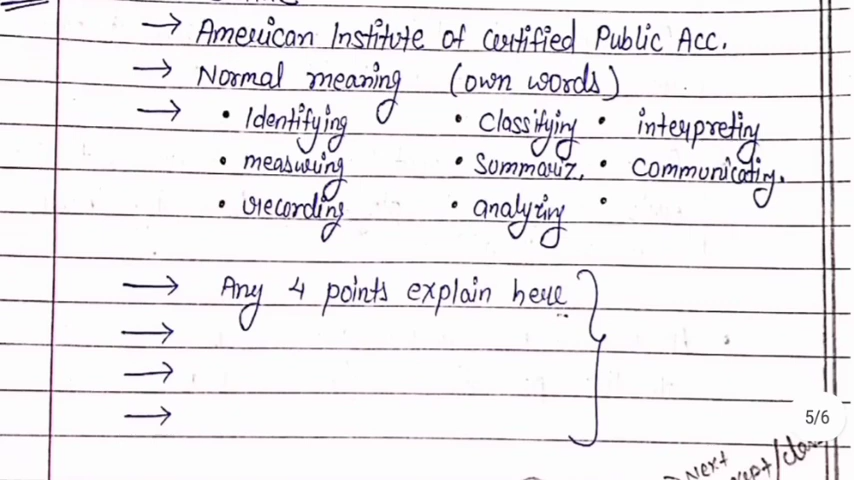 → American Institute of Certified Public Acc.
→ Normal meaning (own words)
→ • Identifying • Classifying • interpreting
• measuring • Summariz. • Communicating.
• recording • analyzing •
→ Any 4 points explain here
→
→
→
5/6
Next